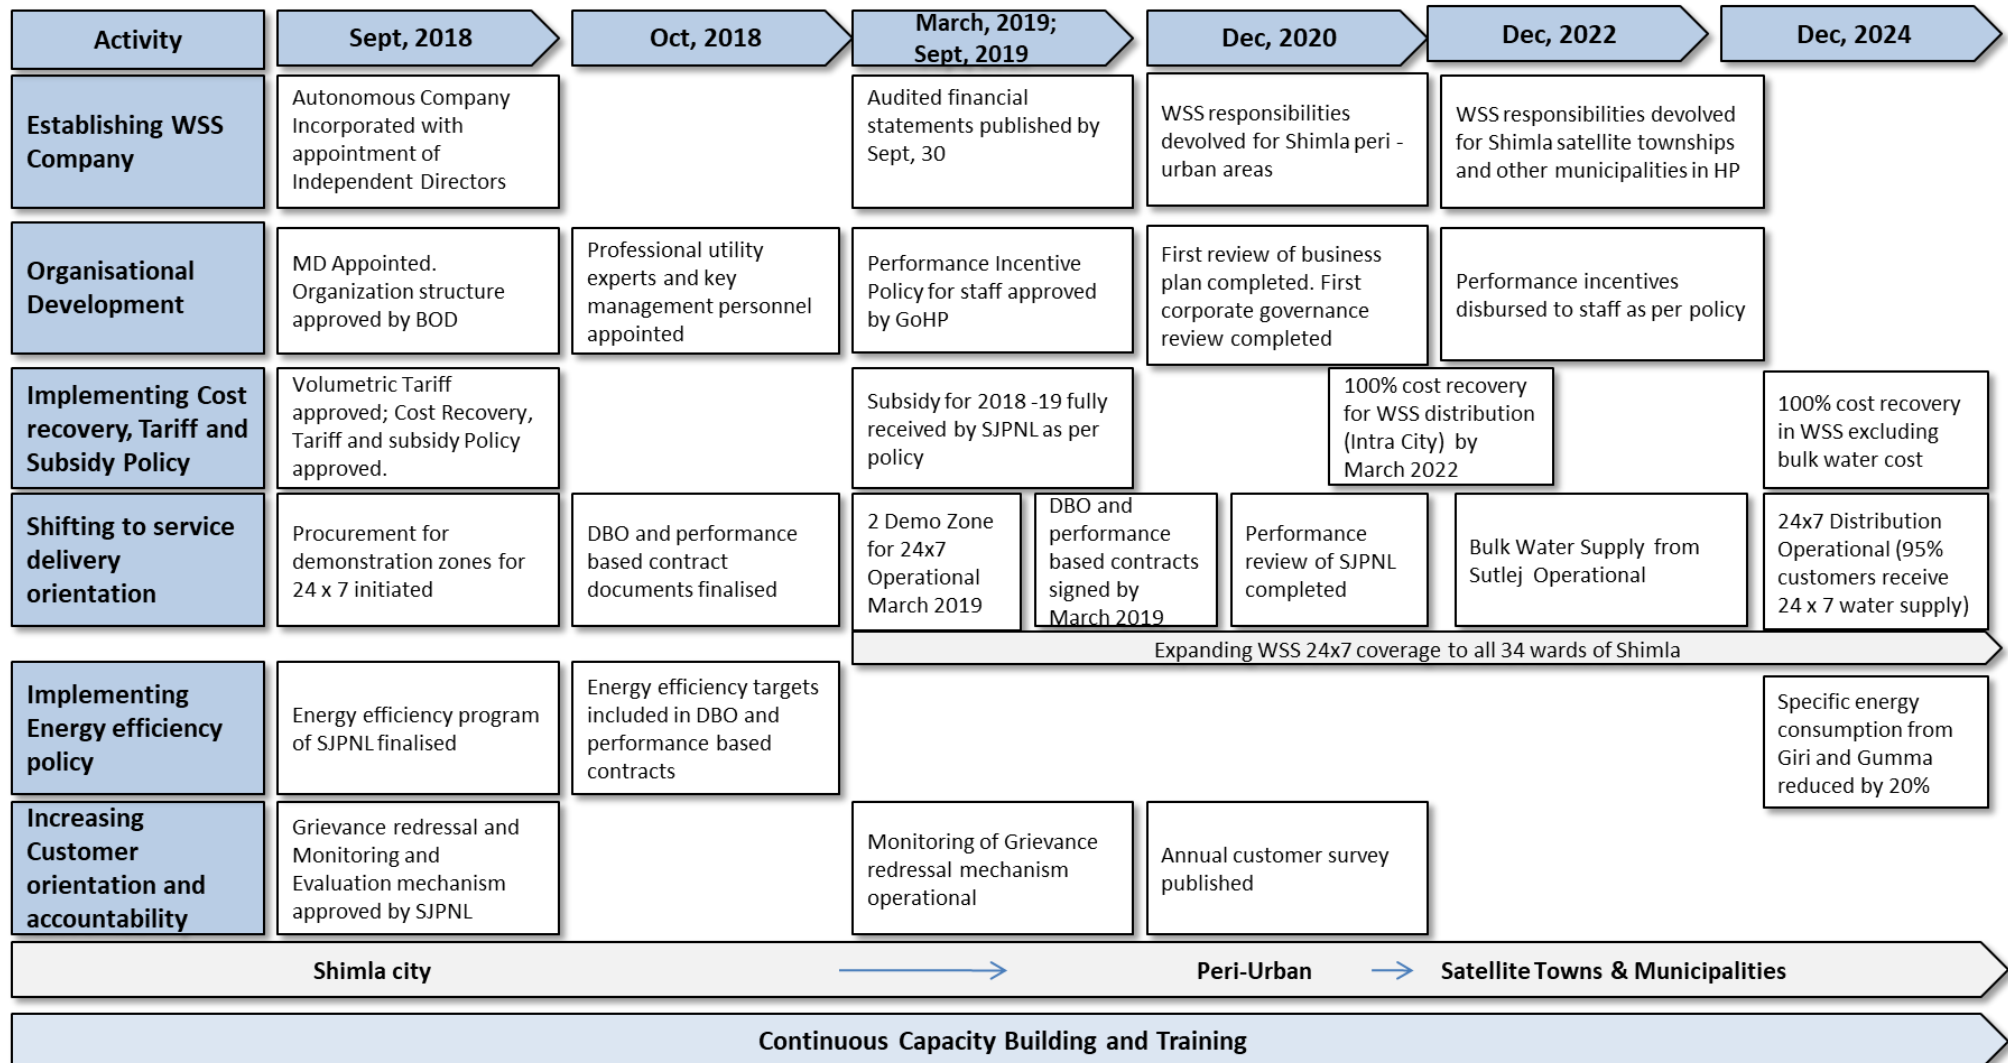 Activity
Sept, 2018
Oct, 2018
March, 2019;
Sept, 2019
Dec, 2020
Dec, 2022
Dec, 2024
Establishing WSS
Company
Autonomous Company
Incorporated with
appointment of
Independent Directors
Audited financial
statements published by
Sept, 30
WSS responsibilities
devolved for Shimla peri -
urban areas
WSS responsibilities devolved
for Shimla satellite townships
and other municipalities in HP
Organisational
Development
MD Appointed.
Organization structure
approved by BOD
Professional utility
experts and key
management personnel
appointed
Performance Incentive
Policy for staff approved
by GoHP
First review of business
plan completed. First
corporate governance
review completed
Performance incentives
disbursed to staff as per policy
Implementing Cost
recovery, Tariff and
Subsidy Policy
Volumetric Tariff
approved; Cost Recovery,
Tariff and subsidy Policy
approved.
Subsidy for 2018 -19 fully
received by SJPNL as per
policy
100% cost recovery
for WSS distribution
(Intra City) by
March 2022
100% cost recovery
in WSS excluding
bulk water cost
Shifting to service
delivery
orientation
Procurement for
demonstration zones for
24 x 7 initiated
DBO and performance
based contract
documents finalised
2 Demo Zone
for 24x7
Operational
March 2019
DBO and
performance
based contracts
signed by
March 2019
Performance
review of SJPNL
completed
Bulk Water Supply from
Sutlej Operational
24x7 Distribution
Operational (95%
customers receive
24 x 7 water supply)
Expanding WSS 24x7 coverage to all 34 wards of Shimla
Implementing
Energy efficiency
policy
Energy efficiency program
of SJPNL finalised
Energy efficiency targets
included in DBO and
performance based
contracts
Specific energy
consumption from
Giri and Gumma
reduced by 20%
Increasing
Customer
orientation and
accountability
Grievance redressal and
Monitoring and
Evaluation mechanism
approved by SJPNL
Monitoring of Grievance
redressal mechanism
operational
Annual customer survey
published
Shimla city
Peri-Urban
Satellite Towns & Municipalities
Continuous Capacity Building and Training